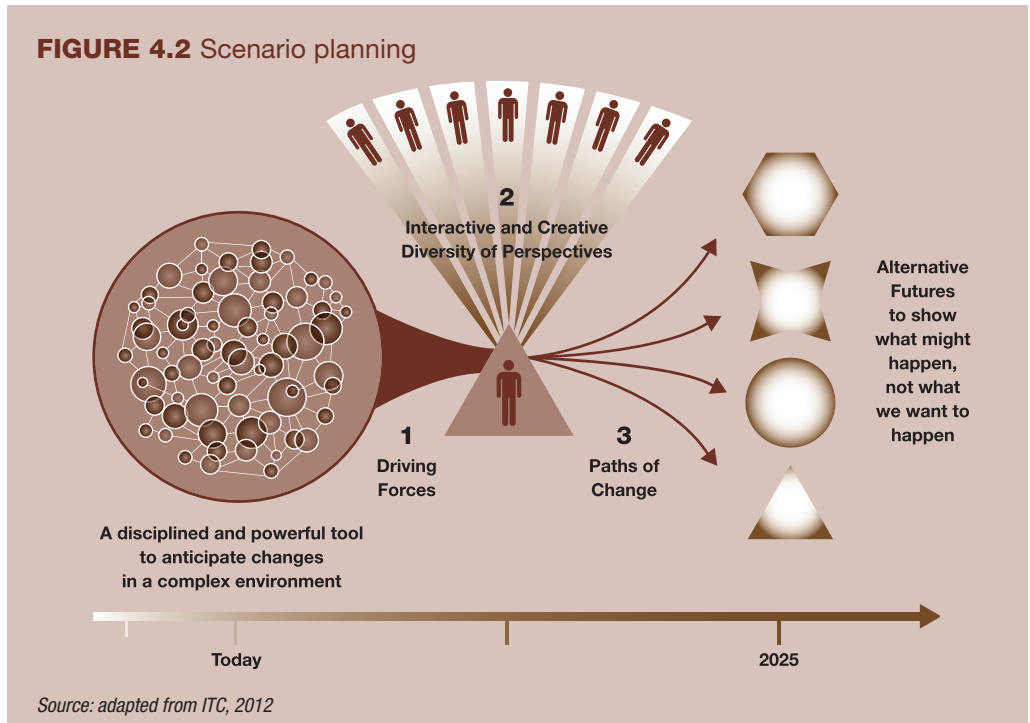 FIGURE 4.2 Scenario planning
2
Interactive and Creative
Diversity of Perspectives
1
Driving
Forces
3
Paths of
Change
Alternative
Futures
to show
what might
happen,
not what
we want to
happen
A disciplined and powerful tool
to anticipate changes
in a complex environment
Today
2025
Source: adapted from ITC, 2012